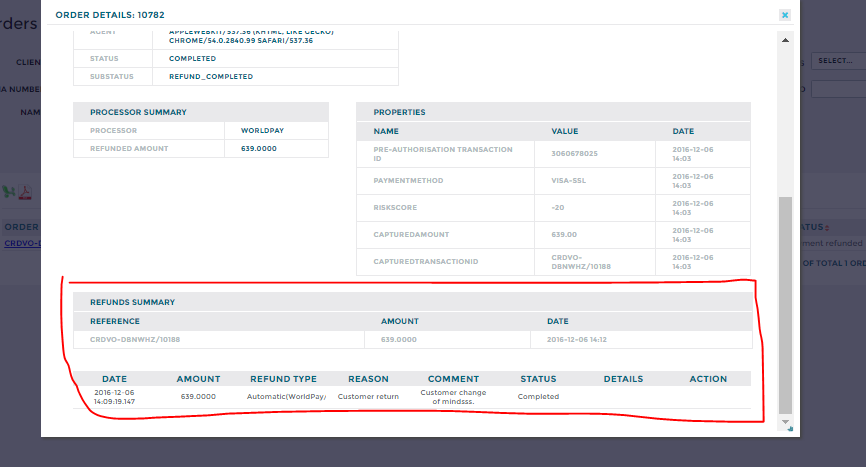 ORDER DETAILS: 10782
rders
CLIEN
A NUMBER
NAM
SELECT...
AGENT APPLEWEBKIT/537.36 (KHTML, LIKE GECKO)
CHROME/54.0.2840.99 SAFARI/537.36
STATUS COMPLETED
SUBSTATUS REFUND_COMPLETED
PROCESSOR SUMMARY
PROCESSOR WORLDPAY
REFUNDED AMOUNT 639.0000
PROPERTIES
NAME VALUE DATE
PRE-AUTHORISATION TRANSACTION ID 3060678025 2016-12-06 14:03
PAYMENTMETHOD VISA-SSL 2016-12-06 14:03
RISKSCORE -20 2016-12-06 14:03
CAPTUREDAMOUNT 639.00 2016-12-06 14:03
CAPTUREDTRANSACTIONID CRDVO-DBNWHZ/10188 2016-12-06 14:03
ORDER
CRDVO-D
ATUS
ment refunded
OF TOTAL 1 ORD
REFUNDS SUMMARY
REFERENCE AMOUNT DATE
CRDVO-DBNWHZ/10188 639.0000 2016-12-06 14:12
DATE AMOUNT REFUND TYPE REASON COMMENT STATUS DETAILS ACTION
2016-12-06 14:09:19.147 639.0000 Automatic(WorldPay/ Customer return Customer change of mindsss. Completed